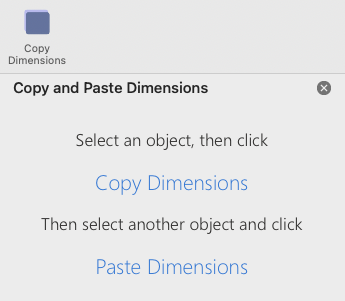 Copy
Dimensions
Copy and Paste Dimensions
Select an object, then click
Copy Dimensions
Then select another object and click
Paste Dimensions